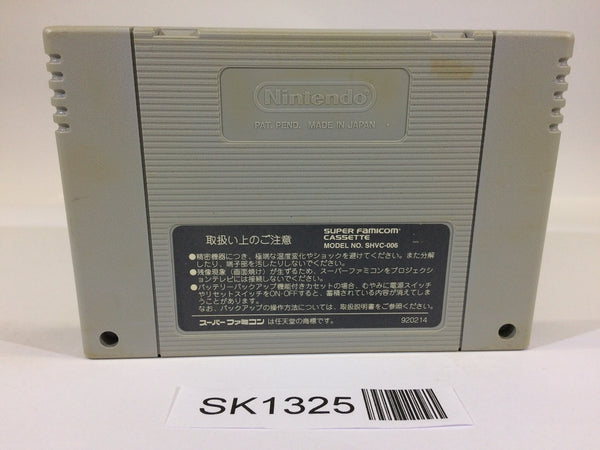 Nintendo
PAT. PEND. MADE IN JAPAN
取扱い上のご注意
SUPER FAMICOM
CASSETTE
MODEL NO. SHVC-006
●精密機器につき、極端な温度変化やショックを避けてください。また分解
したり、端子部を汚したりしないでください。
●残像現象（画面焼け）が生ずるため、スーパーファミコンをプロジェクシ
ョンテレビには接続しないでください。
●バッテリーバックアップ機能付きカセットの場合、むやみに電源スイッチ
やリセットスイッチをON・OFFすると、蓄積されている内容が消えてしま
うことがあります。
なお、バックアップの操作方法については、取扱説明書をご参照ください。
スーパーファミコン は任天堂の商標です。
920214
SK1325